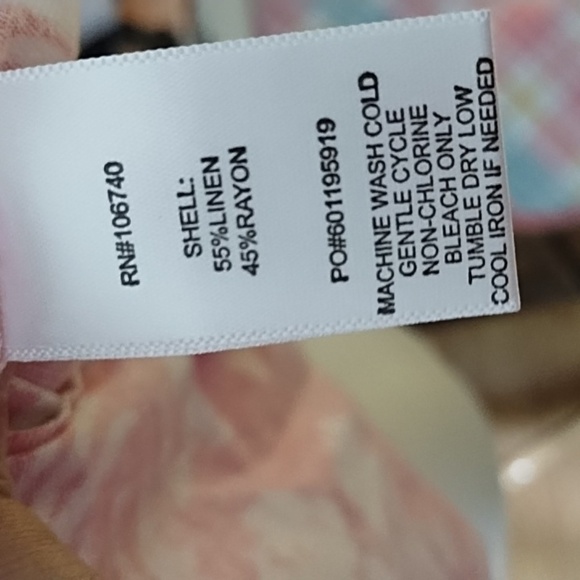 RN#106740
SHELL:
55%LINEN
45%RAYON
PO#601195919
MACHINE WASH COLD
GENTLE CYCLE
NON-CHLORINE
BLEACH ONLY
TUMBLE DRY LOW
COOL IRON IF NEEDED